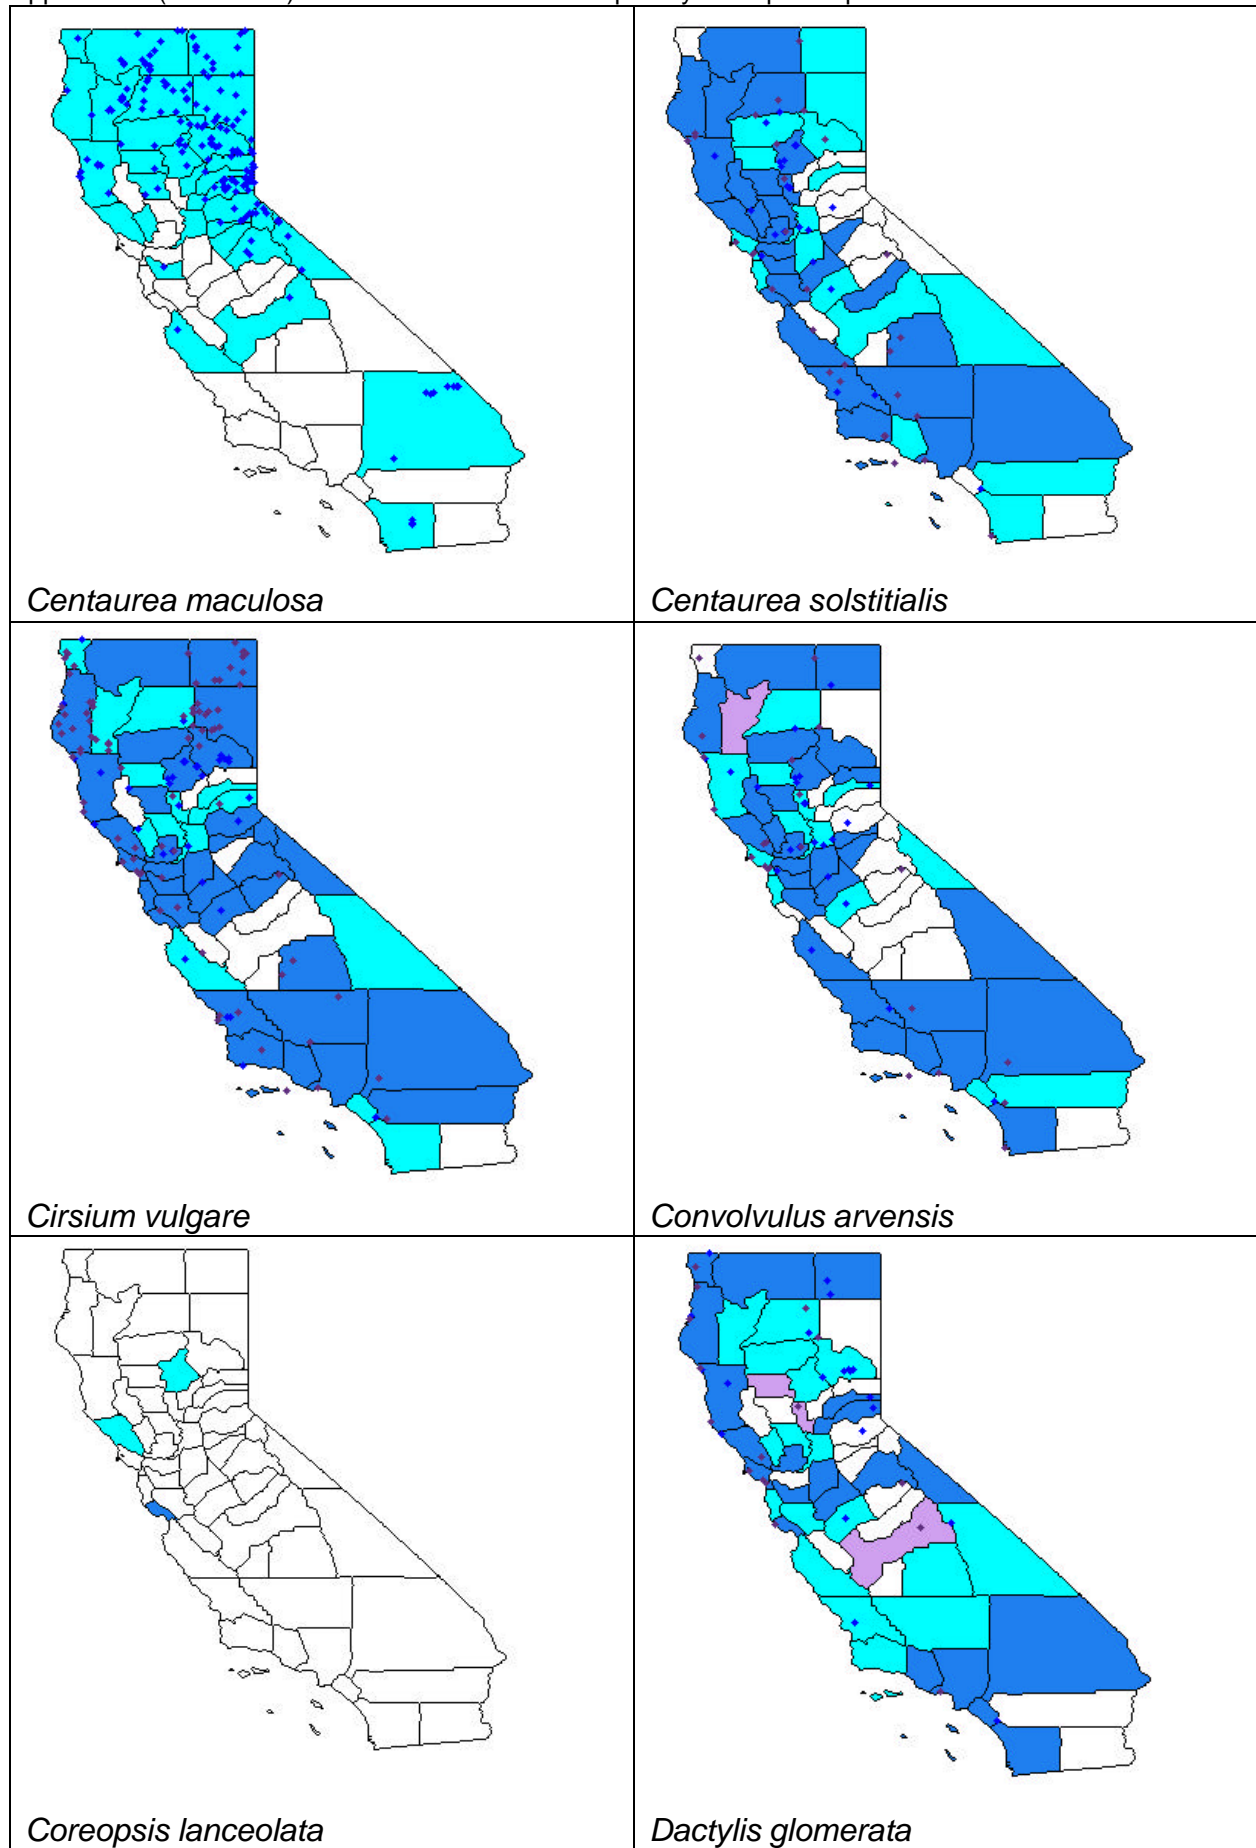 Centaurea maculosa
Centaurea solstitialis
Cirsium vulgare
Convolvulus arvensis
Coreopsis lanceolata
Dactylis glomerata